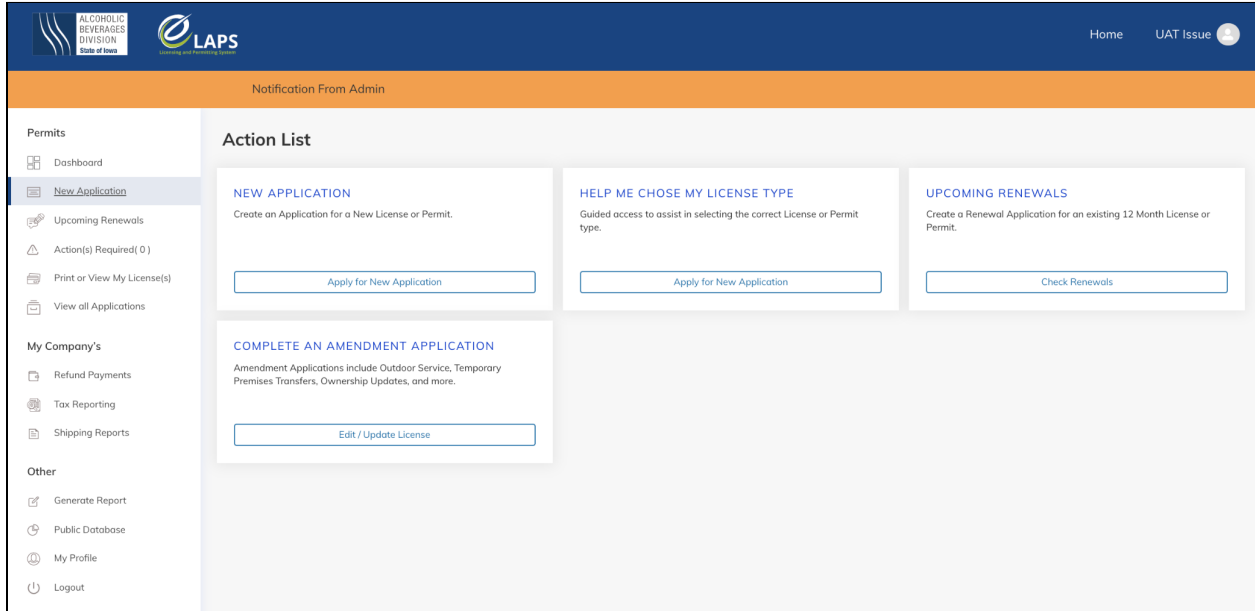 ALCOHOLIC
BEVERAGES
DIVISION
State of Iowa
eLAPS
Licensing and Permitting System
Home
UAT Issue
Notification From Admin
Permits
Dashboard
New Application
Upcoming Renewals
Action(s) Required( 0 )
Print or View My License(s)
View all Applications
My Company's
Refund Payments
Tax Reporting
Shipping Reports
Other
Generate Report
Public Database
My Profile
Logout
Action List
NEW APPLICATION
Create an Application for a New License or Permit.
Apply for New Application
HELP ME CHOSE MY LICENSE TYPE
Guided access to assist in selecting the correct License or Permit
type.
Apply for New Application
UPCOMING RENEWALS
Create a Renewal Application for an existing 12 Month License or
Permit.
Check Renewals
COMPLETE AN AMENDMENT APPLICATION
Amendment Applications include Outdoor Service, Temporary
Premises Transfers, Ownership Updates, and more.
Edit / Update License